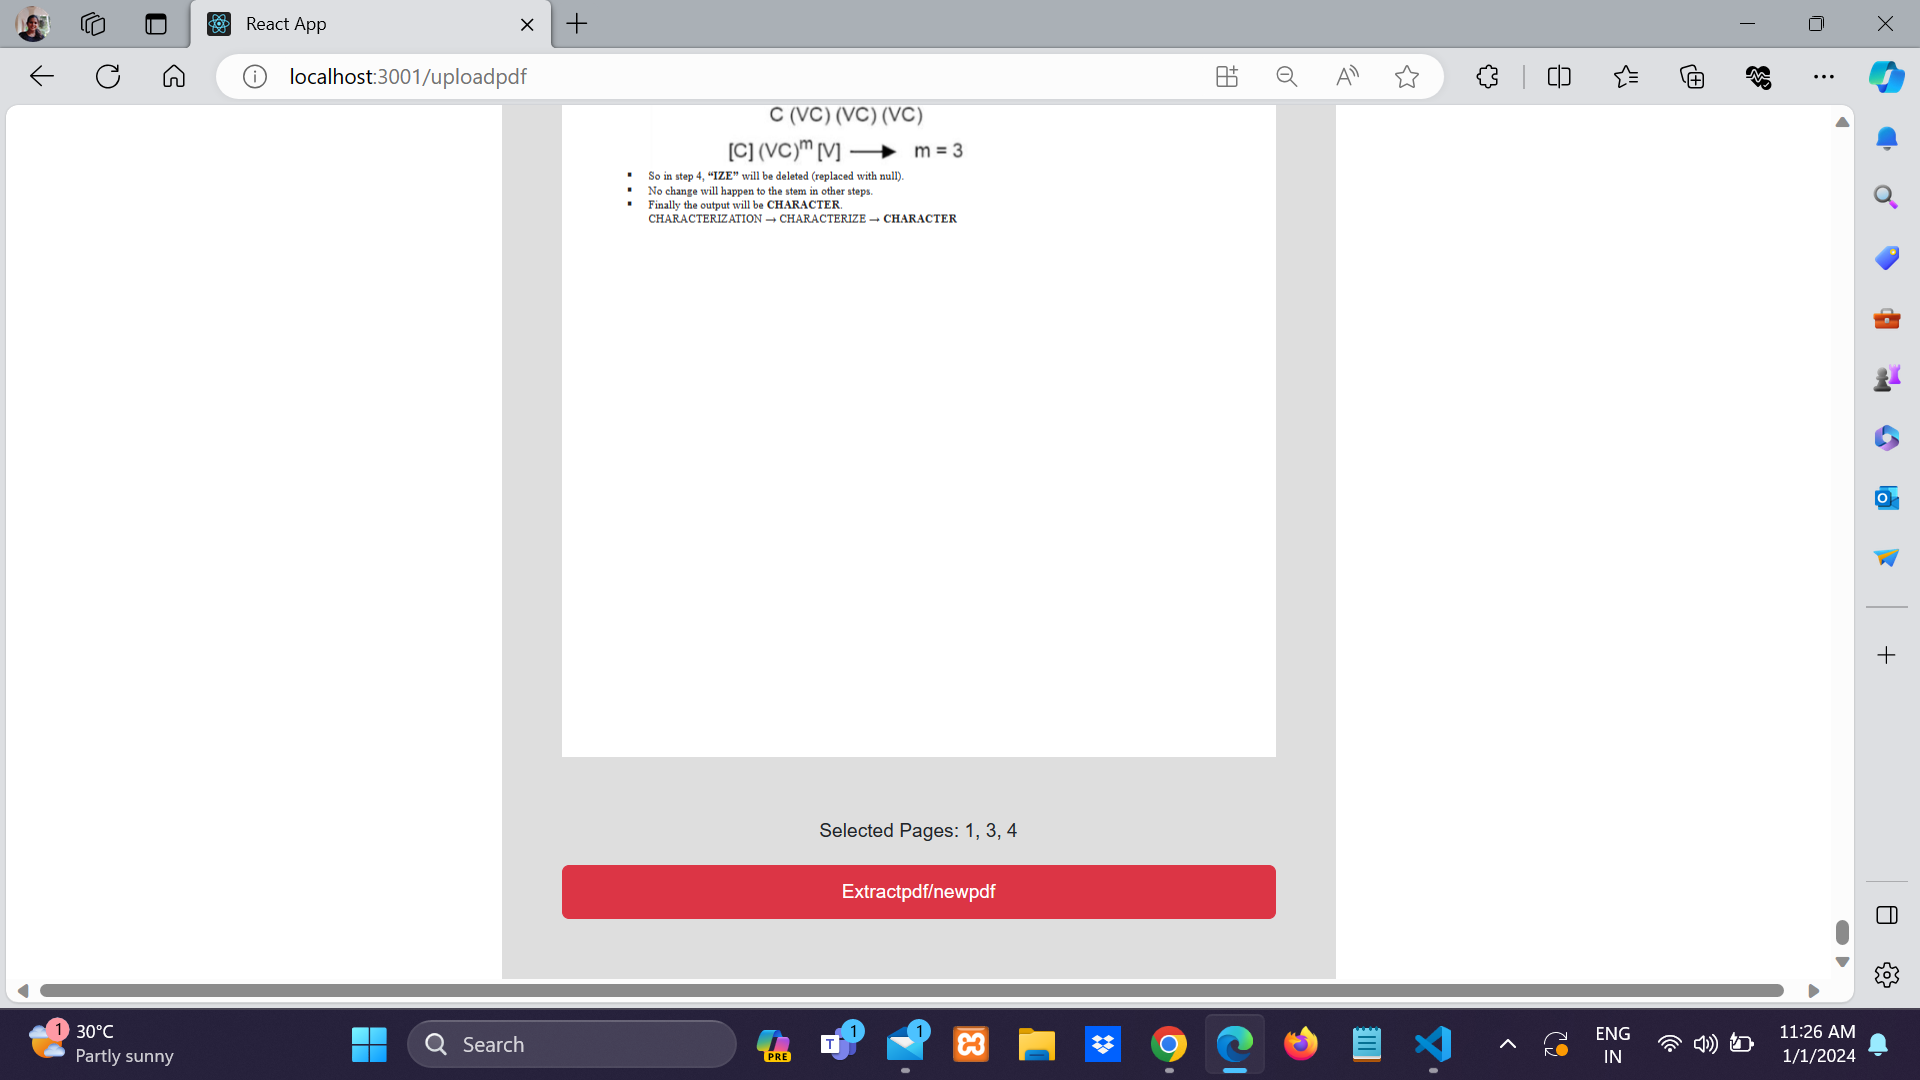 React App
localhost:3001/uploadpdf
C (VC) (VC) (VC)
[C] (VC)ᵐ [V] ⟶ m = 3
▪ So in step 4, “IZE” will be deleted (replaced with null).
▪ No change will happen to the stem in other steps.
▪ Finally the output will be CHARACTER.
CHARACTERIZATION → CHARACTERIZE → CHARACTER
Selected Pages: 1, 3, 4
Extractpdf/newpdf
1
30°C
Partly sunny
Search
PRE
T
1
1
ENG
IN
11:26 AM
1/1/2024